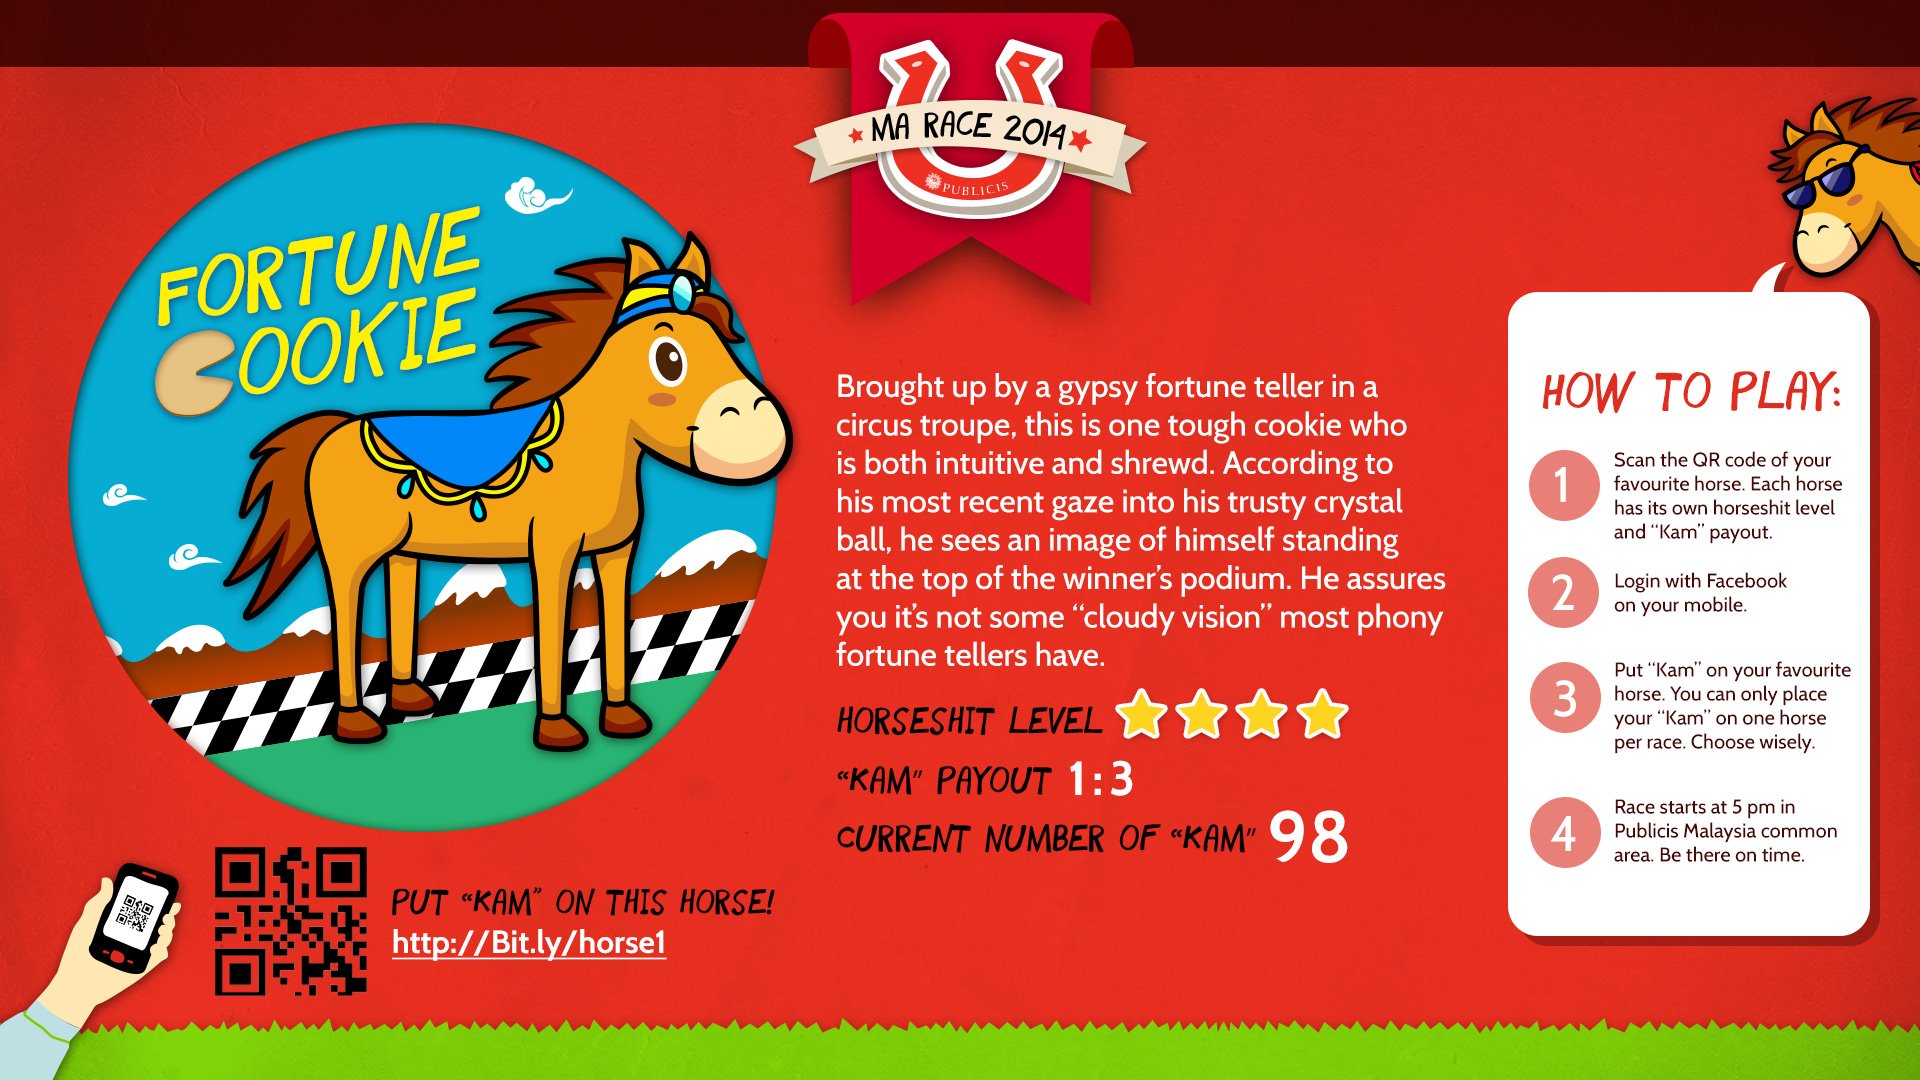 MA RACE 2014
PUBLICIS
FORTUNE
COOKIE
Brought up by a gypsy fortune teller in a
circus troupe, this is one tough cookie who
is both intuitive and shrewd. According to
his most recent gaze into his trusty crystal
ball, he sees an image of himself standing
at the top of the winner's podium. He assures
you it's not some “cloudy vision” most phony
fortune tellers have.
HORSESHIT LEVEL
“KAM” PAYOUT 1:3
CURRENT NUMBER OF “KAM” 98
PUT “KAM” ON THIS HORSE!
http://Bit.ly/horse1
HOW TO PLAY:
1
Scan the QR code of your
favourite horse. Each horse
has its own horseshit level
and “Kam” payout.
2
Login with Facebook
on your mobile.
3
Put “Kam” on your favourite
horse. You can only place
your “Kam” on one horse
per race. Choose wisely.
4
Race starts at 5 pm in
Publicis Malaysia common
area. Be there on time.